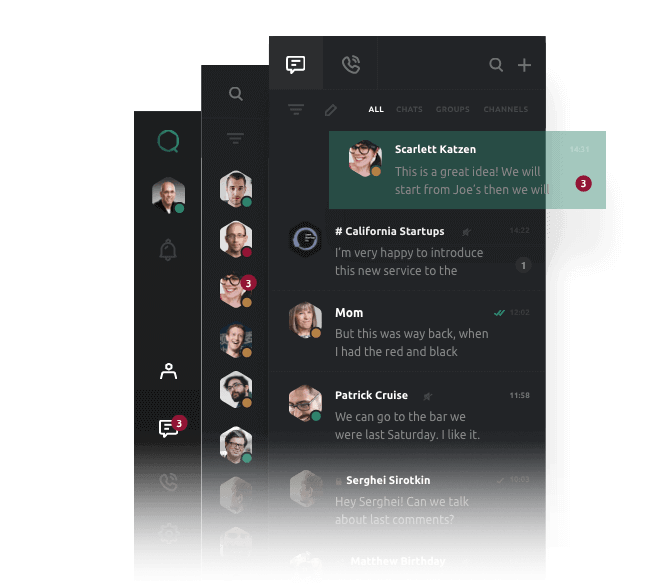 ALL CHATS GROUPS CHANNELS
Scarlett Katzen 14:21
This is a great idea! We will
start from Joe's then we will
3
# California Startups 14:22
I'm very happy to introduce
this new service to the
1
3
Mom 12:02
But this was way back, when
I had the red and black
Patrick Cruise 11:58
We can go to the bar we
were last Saturday. I like it.
3
Serghei Sirotkin 10:43
Hey Serghei! Can we talk
about last comments?
Matthew Birthday